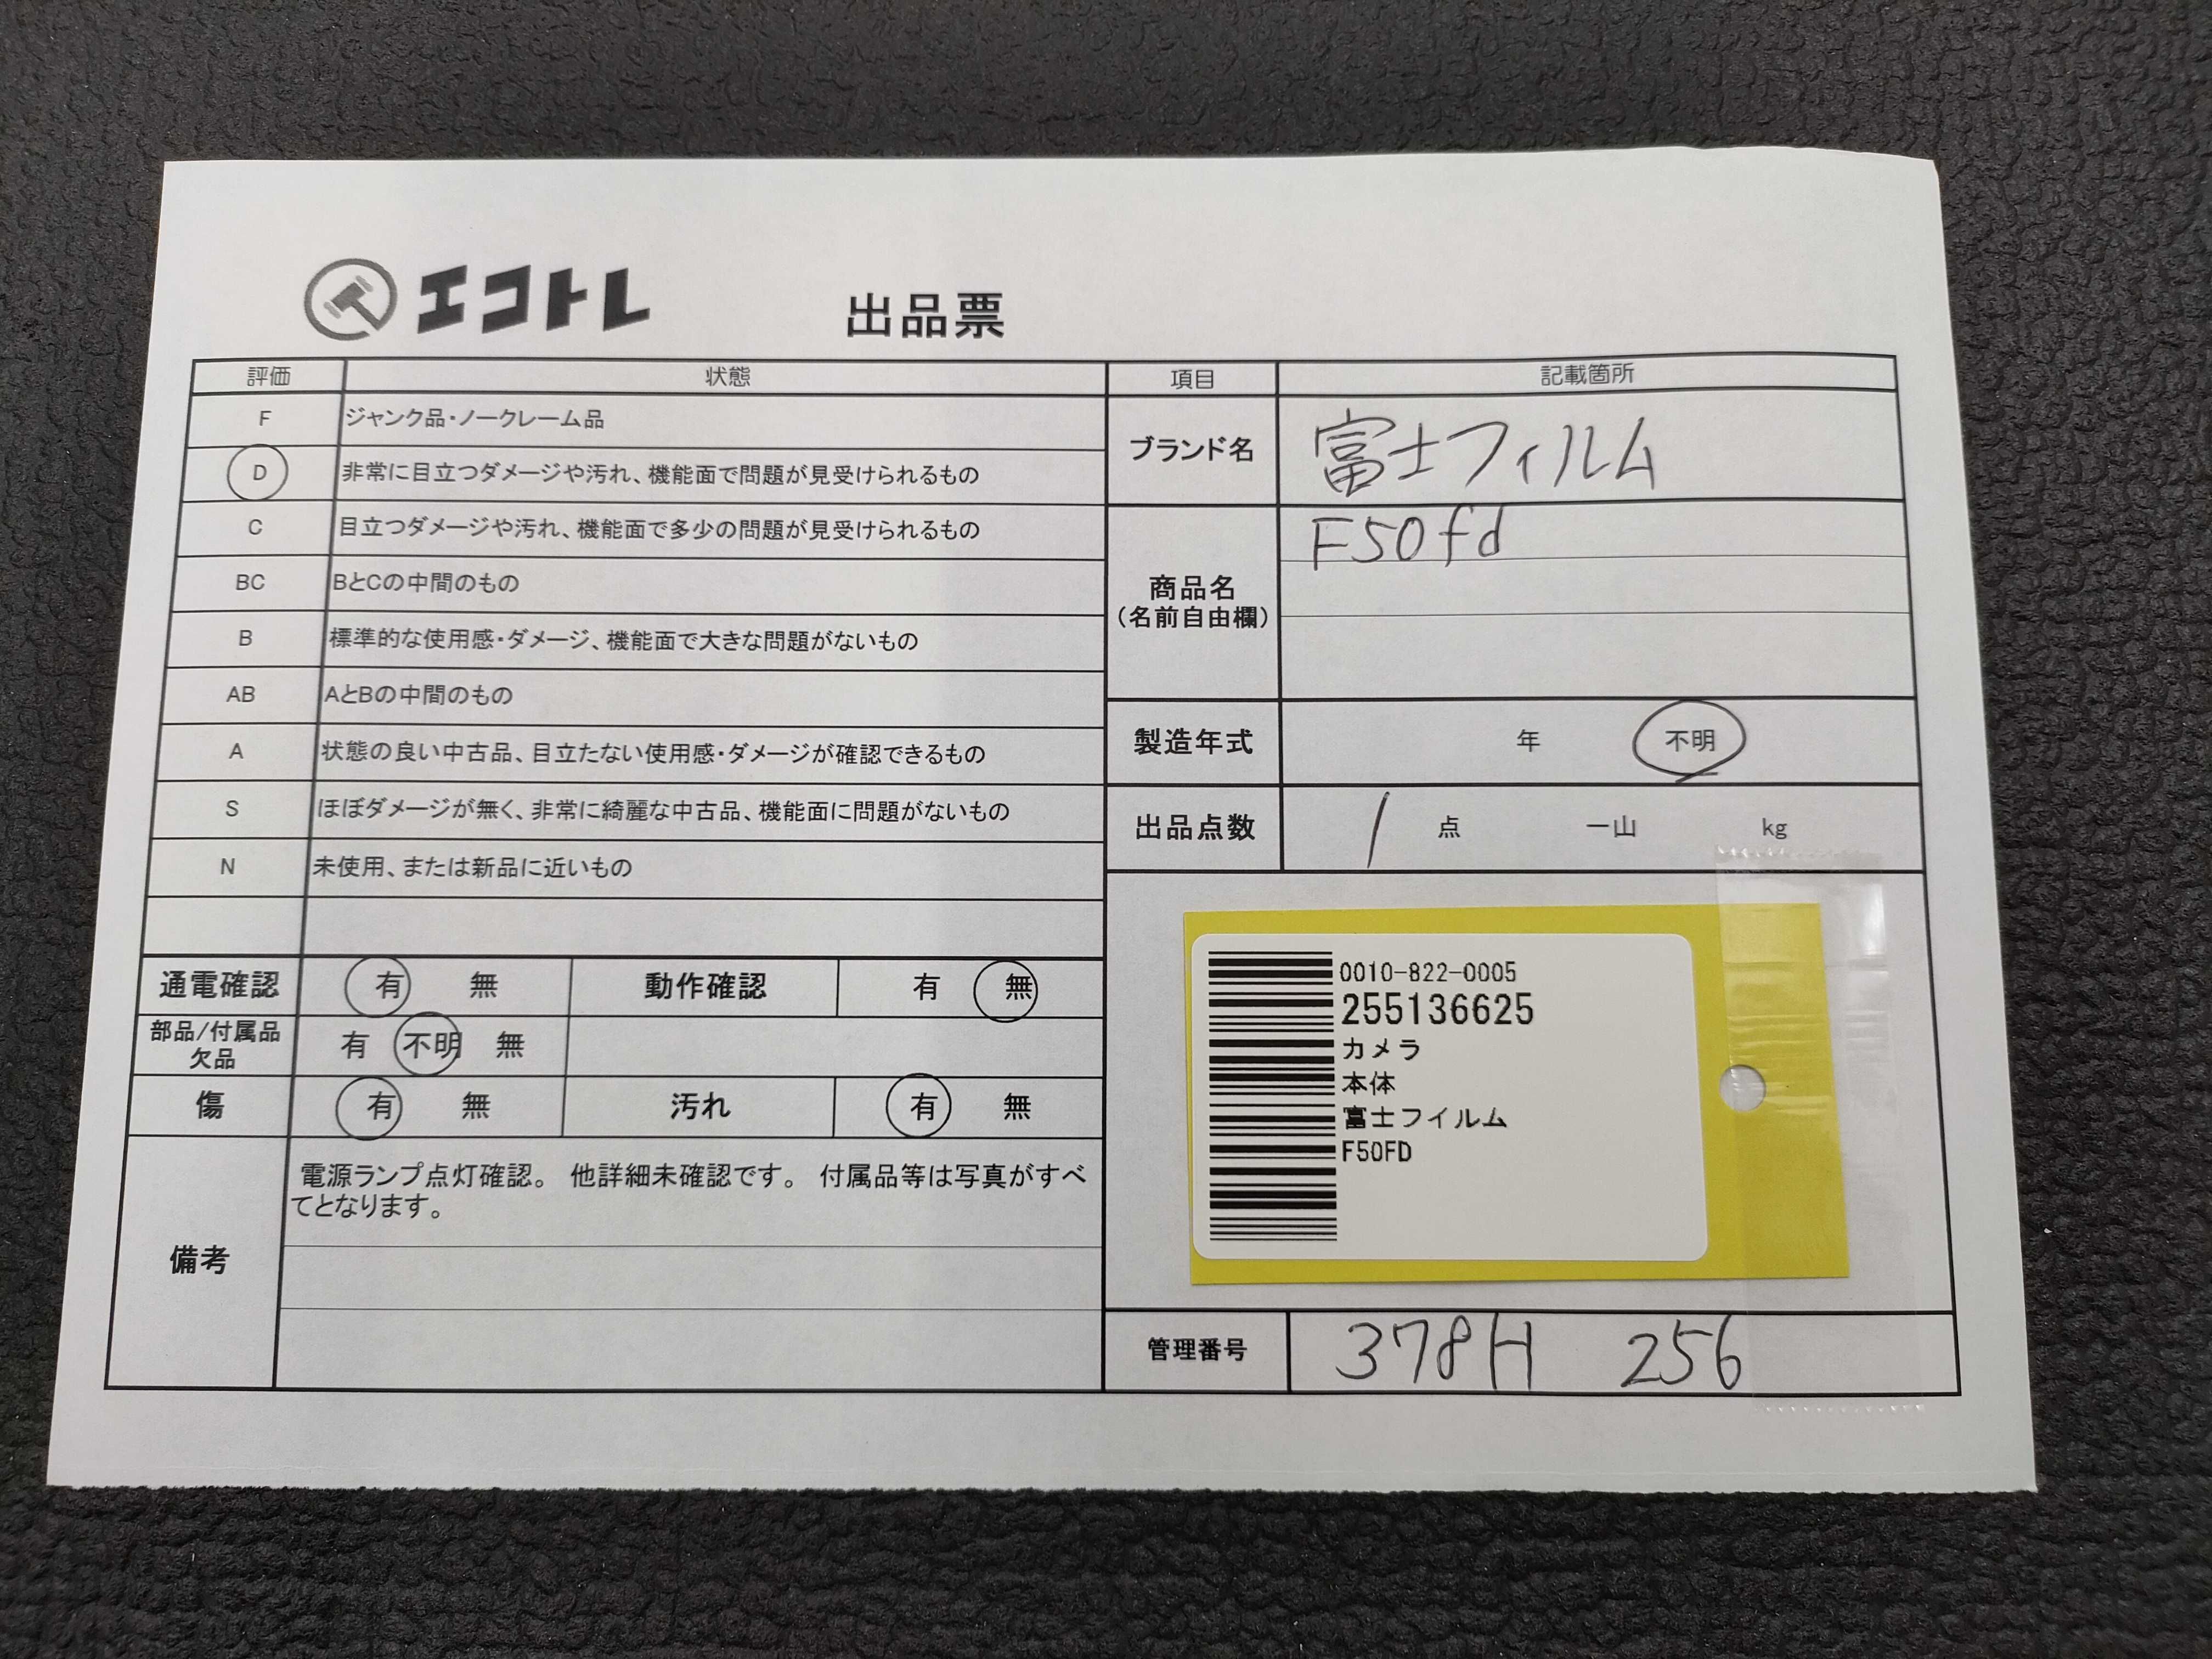 エコトレ
出品票
評価 状態
F ジャンク品・ノークレーム品
D 非常に目立つダメージや汚れ、機能面で問題が見受けられるもの
C 目立つダメージや汚れ、機能面で多少の問題が見受けられるもの
BC BとCの中間のもの
B 標準的な使用感・ダメージ、機能面で大きな問題がないもの
AB AとBの中間のもの
A 状態の良い中古品、目立たない使用感・ダメージが確認できるもの
S ほぼダメージが無く、非常に綺麗な中古品、機能面に問題がないもの
N 未使用、または新品に近いもの
通電確認 有 無 動作確認 有 無
部品/付属品
欠品
有 不明 無
傷 有 無 汚れ 有 無
備考
電源ランプ点灯確認。 他詳細未確認です。 付属品等は写真がすべ
てとなります。
項目 記載箇所
ブランド名 富士フィルム
商品名
(名前自由欄)
F50fd
製造年式 年 不明
出品点数 1 点 一山 kg
0010-822-0005
255136625
カメラ
本体
富士フイルム
F50FD
管理番号 378H 256